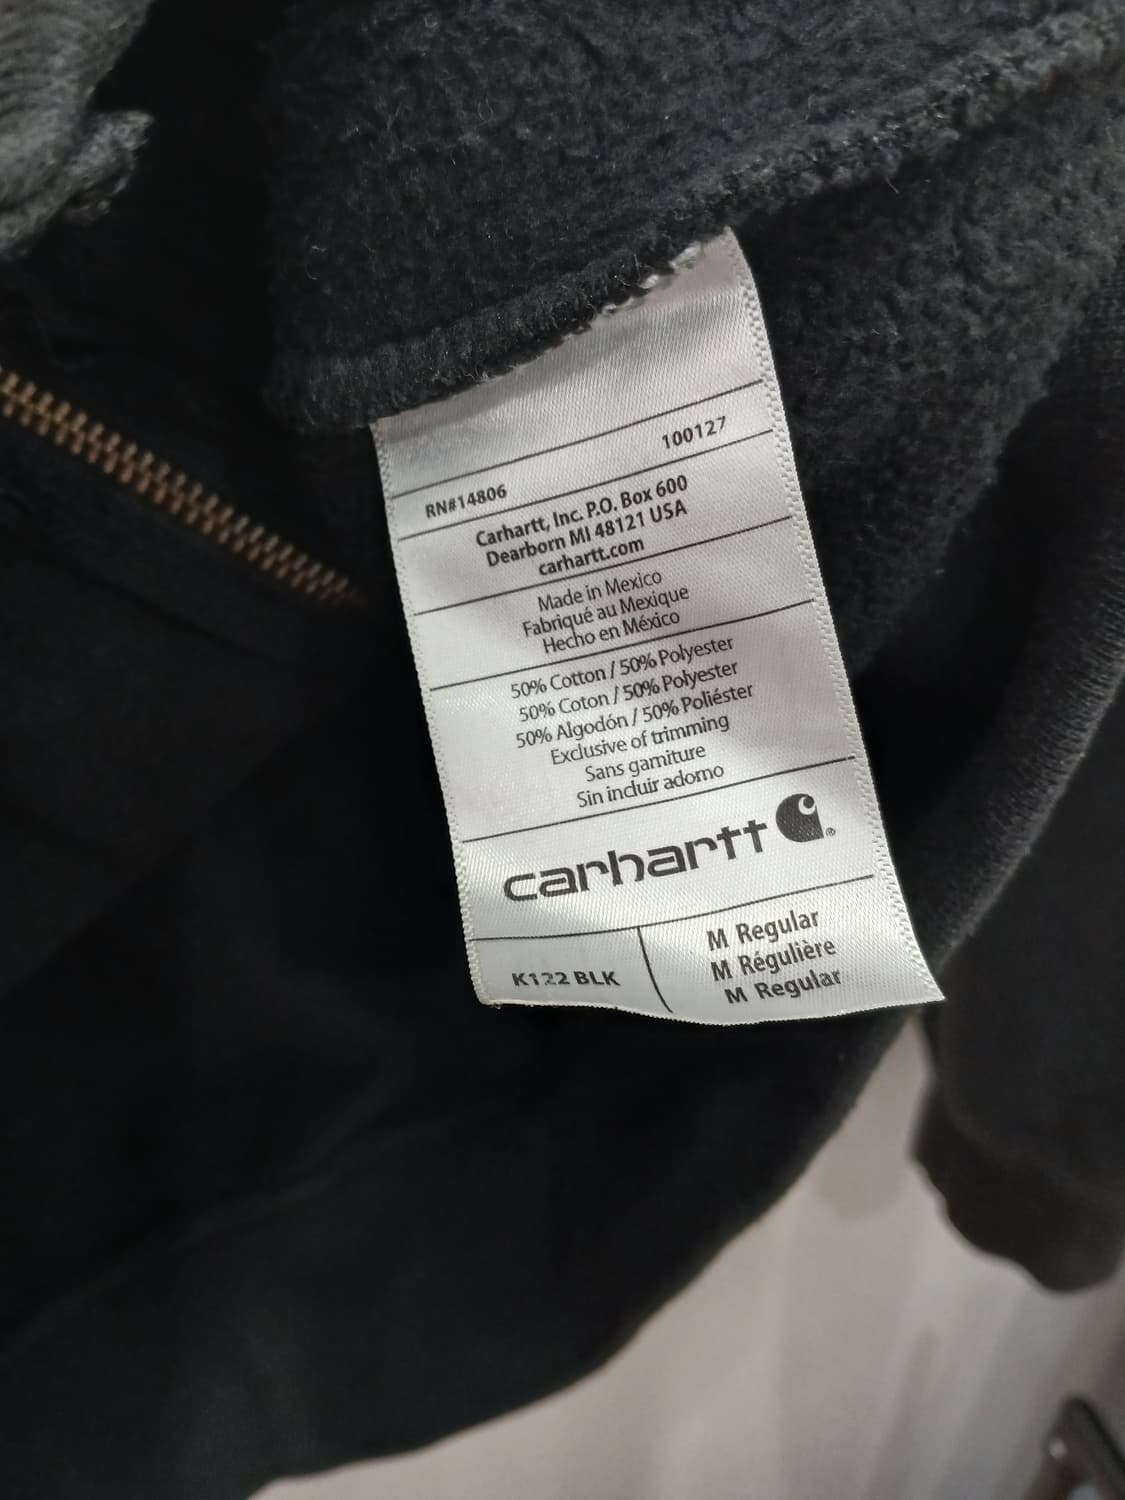 RN#14806 100127
Carhartt, Inc. P.O. Box 600
Dearborn MI 48121 USA
carhartt.com
Made in Mexico
Fabriqué au Mexique
Hecho en México
50% Cotton / 50% Polyester
50% Coton / 50% Polyester
50% Algodón / 50% Poliéster
Exclusive of trimming
Sans garniture
Sin incluir adorno
carhartt ®
K122 BLK
M Regular
M Régulière
M Regular